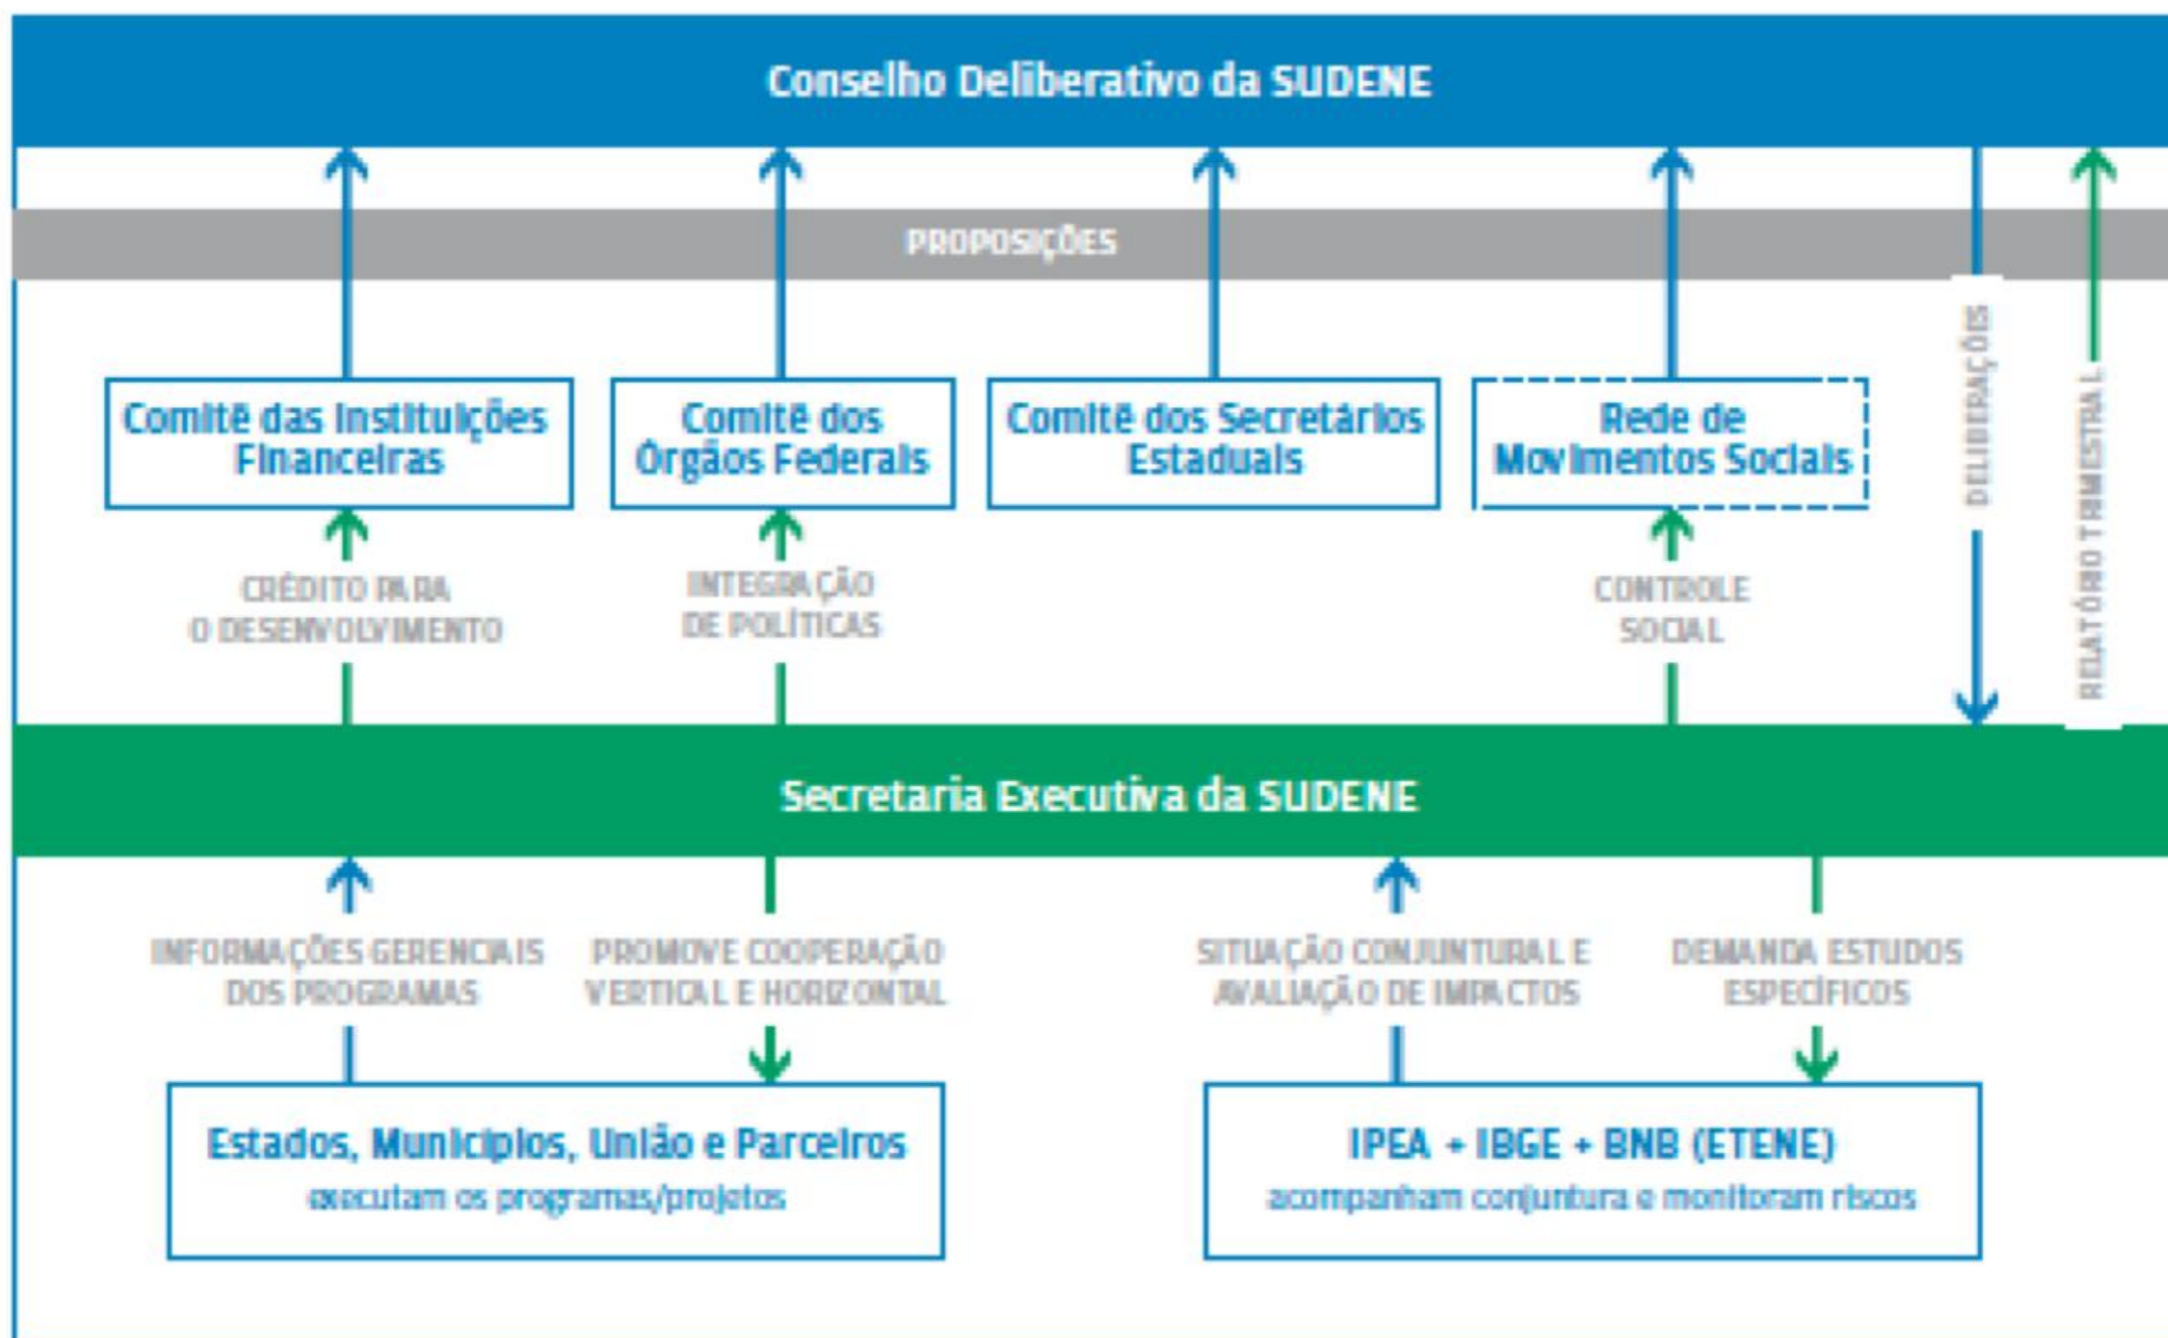 Conselho Deliberativo da SUDENE
PROPOSIÇÕES
Comitê das Instituições
Financeiras
Comitê dos
Órgãos Federais
Comitê dos Secretários
Estaduais
Rede de
Movimentos Sociais
DELIBERAÇÕES
RELATÓRIO TRIMESTRAL
CRÉDITO PARA
O DESENVOLVIMENTO
INTEGRAÇÃO
DE POLÍTICAS
CONTROLE
SOCIAL
Secretaria Executiva da SUDENE
INFORMAÇÕES GERENCIAIS
DOS PROGRAMAS
PROMOVE COOPERAÇÃO
VERTICAL E HORIZONTAL
SITUAÇÃO CONJUNTURAL E
AVALIAÇÃO DE IMPACTOS
DEMANDA ESTUDOS
ESPECÍFICOS
Estados, Municípios, União e Parceiros
executam os programas/projetos
IPEA + IBGE + BNB (ETENE)
acompanham conjuntura e monitoram riscos